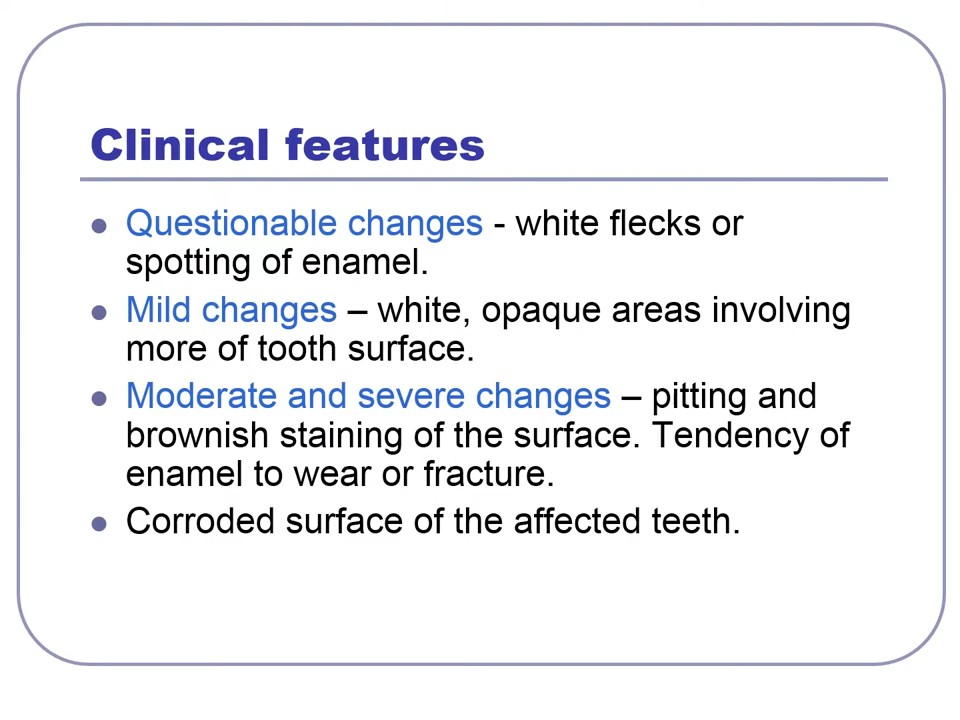 Clinical features
Questionable changes - white flecks or
spotting of enamel.
Mild changes – white, opaque areas involving
more of tooth surface.
Moderate and severe changes – pitting and
brownish staining of the surface. Tendency of
enamel to wear or fracture.
Corroded surface of the affected teeth.